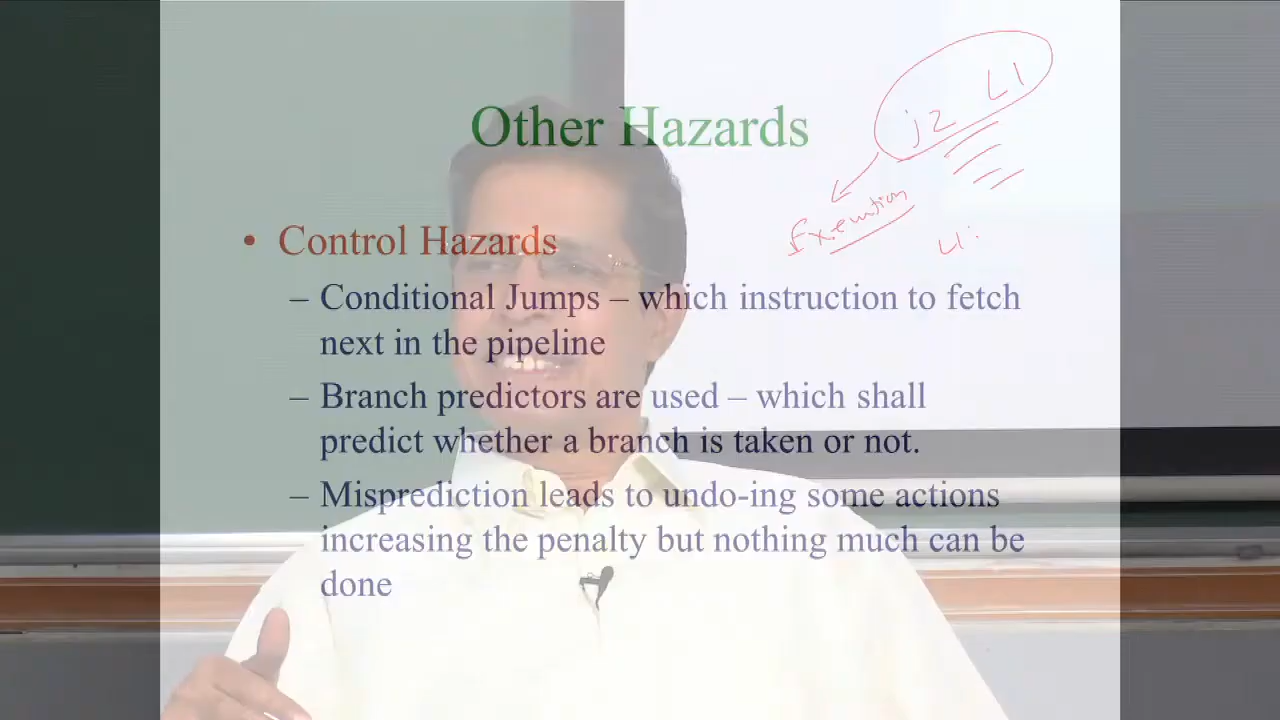 Other Hazards
jz L1
Execution
L1:
• Control Hazards
– Conditional Jumps – which instruction to fetch
next in the pipeline
– Branch predictors are used – which shall
predict whether a branch is taken or not.
– Misprediction leads to undo-ing some actions
increasing the penalty but nothing much can be
done